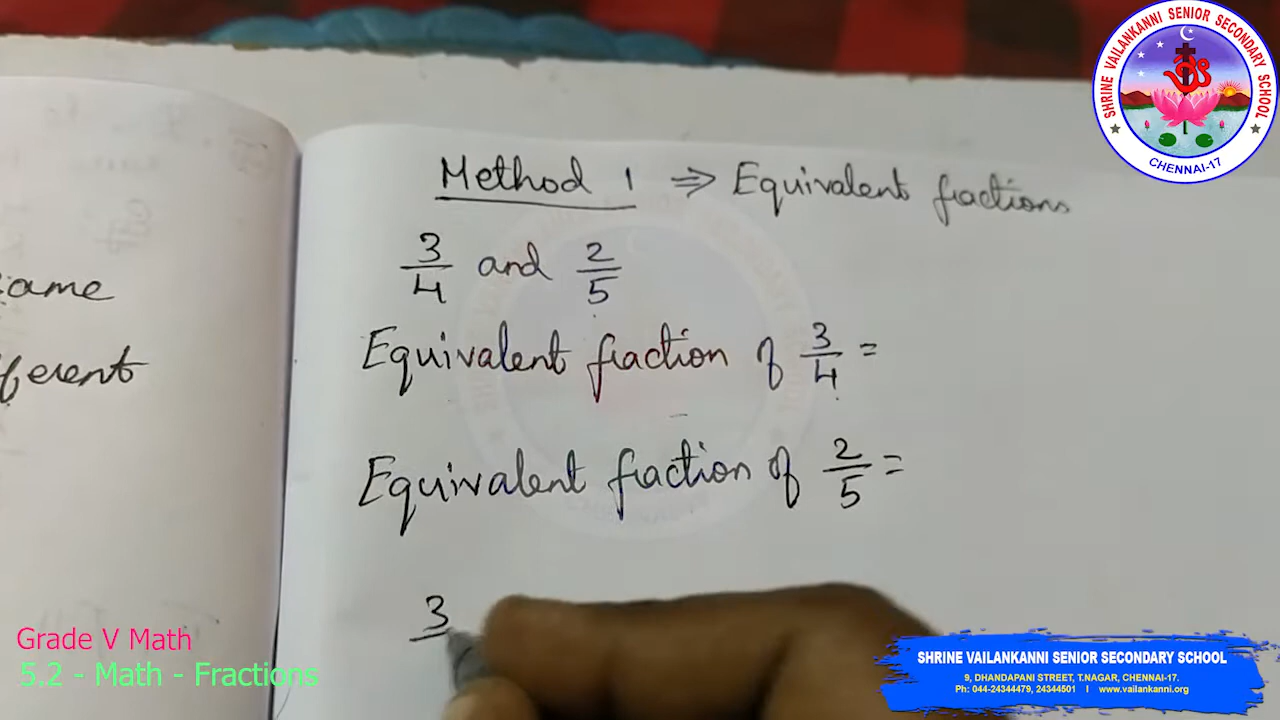 SHRINE VAILANKANNI SENIOR SECONDARY SCHOOL
CHENNAI-17
Method 1 ⇒ Equivalent fractions
3/4 and 2/5
ame
Equivalent fraction of 3/4 =
ferent
Equivalent fraction of 2/5 =
3
Grade V Math
5.2 - Math - Fractions
SHRINE VAILANKANNI SENIOR SECONDARY SCHOOL
9, DHANDAPANI STREET, T.NAGAR, CHENNAI-17.
Ph: 044-24344479, 24344501 I www.vailankanni.org